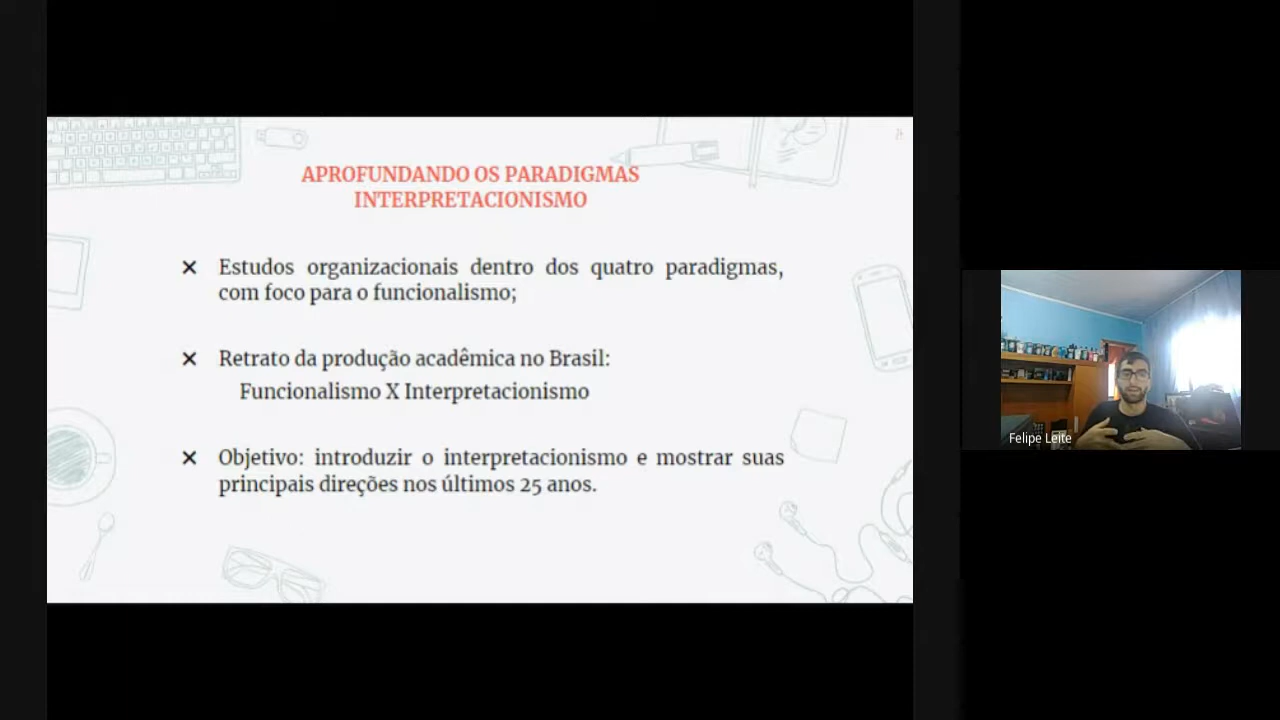 APROFUNDANDO OS PARADIGMAS
INTERPRETACIONISMO
Estudos organizacionais dentro dos quatro paradigmas,
com foco para o funcionalismo;
Retrato da produção acadêmica no Brasil:
Funcionalismo X Interpretacionismo
Objetivo: introduzir o interpretacionismo e mostrar suas
principais direções nos últimos 25 anos.
Felipe Leite